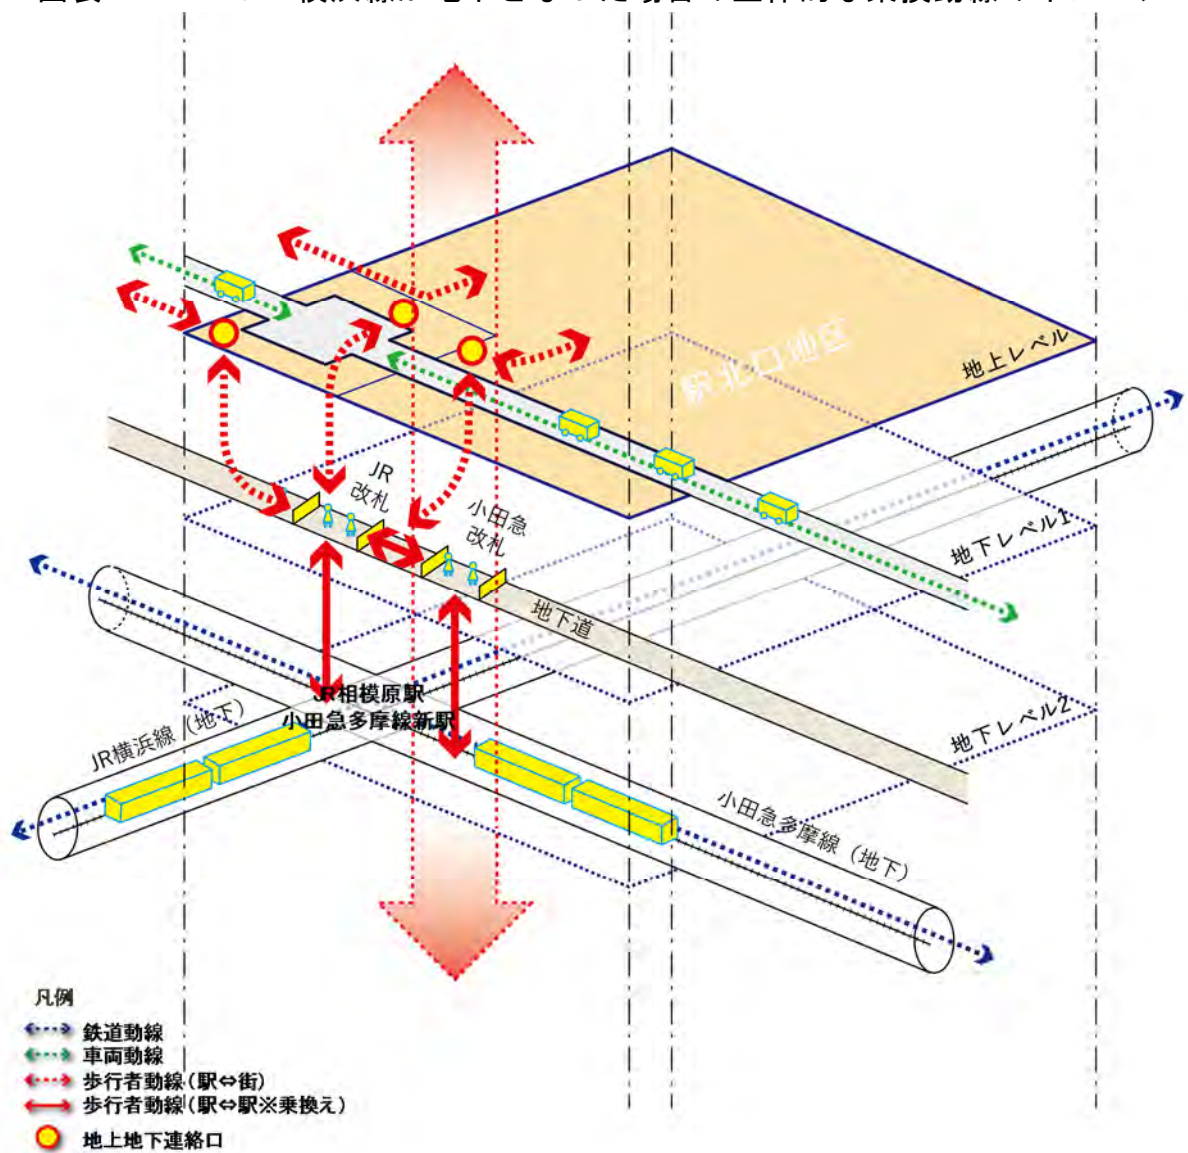 駅北口地区
地上レベル
JR
改札
小田急
改札
地下レベル1
地下道
地下レベル2
JR相模原駅
小田急多摩線新駅
JR横浜線（地下）
小田急多摩線（地下）
凡例
鉄道動線
車両動線
歩行者動線（駅⇔街）
歩行者動線（駅⇔駅※乗換え）
地上地下連絡口